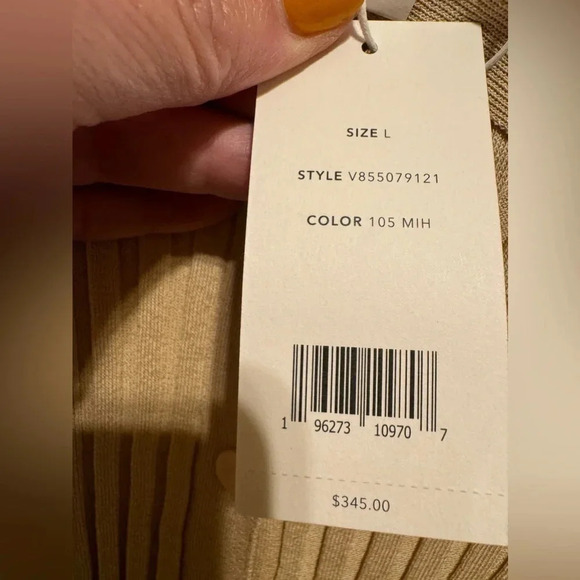 SIZE L
STYLE V855079121
COLOR 105 MIH
1 96273 10970 7
$345.00